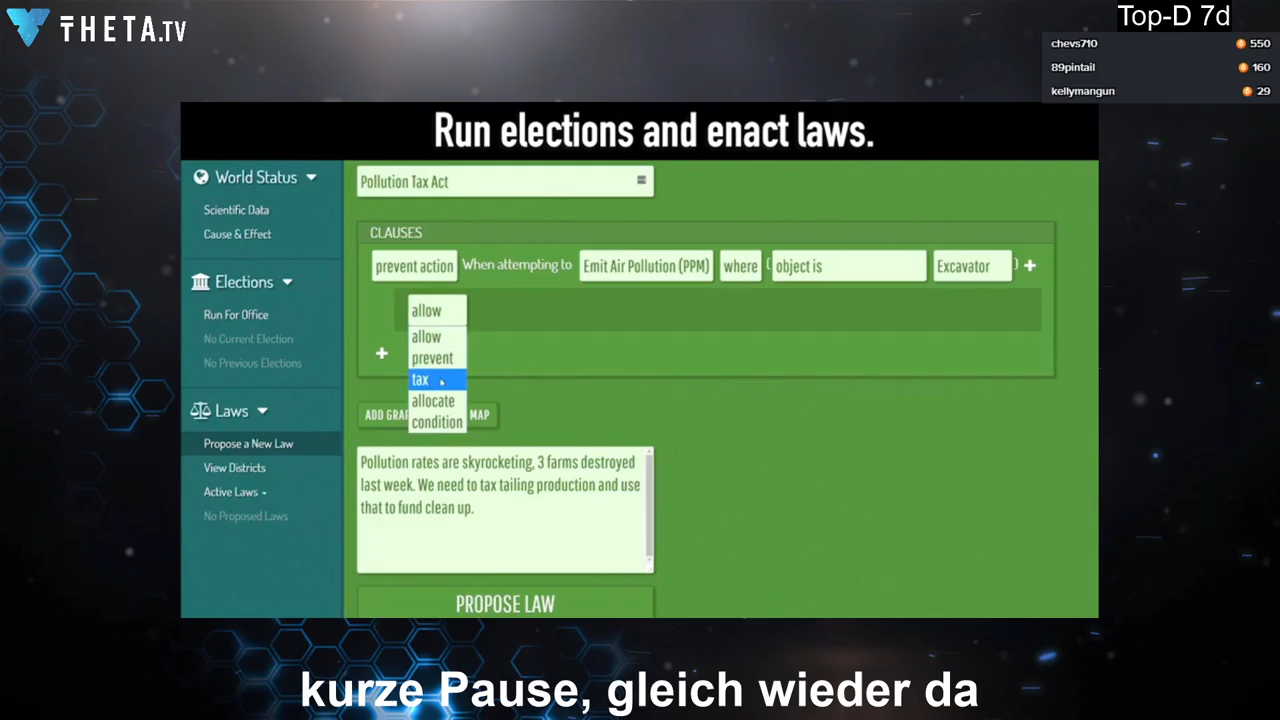 THETA.TV
Top-D 7d
chevs710 550
89pintail 160
kellymangun 29
Run elections and enact laws.
World Status
Scientific Data
Cause & Effect
Elections
Run For Office
No Current Election
No Previous Elections
Laws
Propose a New Law
View Districts
Active Laws
No Proposed Laws
Pollution Tax Act
CLAUSES
prevent action When attempting to Emit Air Pollution (PPM) where ( object is Excavator ) +
allow
allow
prevent
tax
allocate
condition
+
ADD GRA MAP
Pollution rates are skyrocketing, 3 farms destroyed
last week. We need to tax tailing production and use
that to fund clean up.
PROPOSE LAW
kurze Pause, gleich wieder da